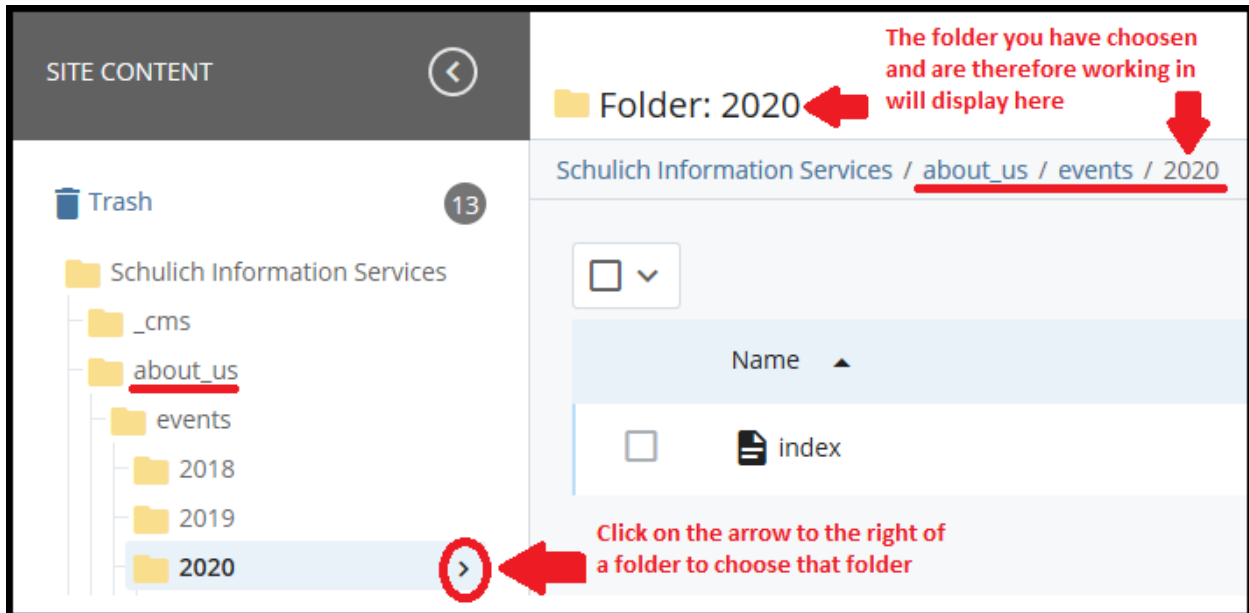 SITE CONTENT
Trash
13
Schulich Information Services
_cms
about_us
events
2018
2019
2020
The folder you have choosen
and are therefore working in
will display here
Folder: 2020
Schulich Information Services / about_us / events / 2020
Name
index
Click on the arrow to the right of
a folder to choose that folder